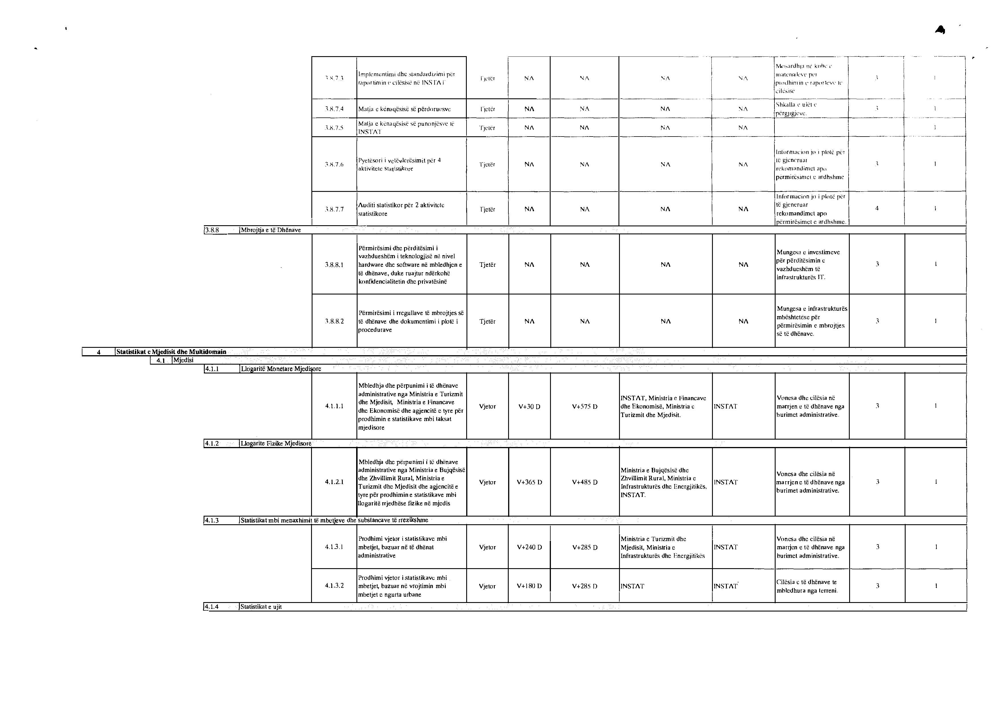 3.8.7.3
Implementimi dhe standardizimi për
raportimin e cilësisë në INSTAT
Tjetër
NA
NA
NA
NA
Mosardhja në kohe e
materialeve per
prodhimin e raporteve te
cilësisë
3
1
3.8.7.4
Matja e kënaqësisë së përdoruesve
Tjetër
NA
NA
NA
NA
Shkalla e ulët e
përgjigjeve.
3
1
3.8.7.5
Matja e kënaqësisë së punonjësve të
INSTAT
Tjetër
NA
NA
NA
NA
1
3.8.7.6
Pyetësori i vetëvlerësimit për 4
aktivitete statistikore
Tjetër
NA
NA
NA
NA
Informacion jo i plotë për
të gjeneruar
rekomandimet apo
përmirësimet e ardhshme
3
1
3.8.7.7
Auditi statistikor për 2 aktivitete
statistikore
Tjetër
NA
NA
NA
NA
Informacion jo i plotë për
të gjeneruar
rekomandimet apo
përmirësimet e ardhshme.
4
1
3.8.8 Mbrojtja e të Dhënave
3.8.8.1
Përmirësimi dhe përditësimi i
vazhdueshëm i teknologjisë në nivel
hardware dhe software në mbledhjen e
të dhënave, duke ruajtur ndërkohë
konfidencialitetin dhe privatësinë
Tjetër
NA
NA
NA
NA
Mungesa e investimeve
për përditësimin e
vazhdueshëm të
infrastrukturës IT.
3
1
3.8.8.2
Përmirësimi i rregullave të mbrojtjes së
të dhënave dhe dokumentimi i plotë i
procedurave
Tjetër
NA
NA
NA
NA
Mungesa e infrastrukturës
mbështetëse për
përmirësimin e mbrojtjes
së të dhënave.
3
1
4 Statistikat e Mjedisit dhe Multidomain
4.1 Mjedisi
4.1.1 Llogaritë Monetare Mjedisore
4.1.1.1
Mbledhja dhe përpunimi i të dhënave
administrative nga Ministria e Turizmit
dhe Mjedisit, Ministria e Financave
dhe Ekonomisë dhe agjencitë e tyre për
prodhimin e statistikave mbi taksat
mjedisore
Vjetor
V+30 D
V+575 D
INSTAT, Ministria e Financave
dhe Ekonomisë, Ministria e
Turizmit dhe Mjedisit.
INSTAT
Vonesa dhe cilësia në
marrjen e të dhënave nga
burimet administrative.
3
1
4.1.2 Llogarite Fizike Mjedisore
4.1.2.1
Mbledhja dhe përpunimi i të dhënave
administrative nga Ministria e Bujqësisë
dhe Zhvillimit Rural, Ministria e
Turizmit dhe Mjedisit dhe agjencitë e
tyre për prodhimin e statistikave mbi
llogaritë rrjedhëse fizike në mjedis
Vjetor
V+365 D
V+485 D
Ministria e Bujqësisë dhe
Zhvillimit Rural, Ministria e
Infrastrukturës dhe Energjitikës,
INSTAT.
INSTAT
Vonesa dhe cilësia në
marrjen e të dhënave nga
burimet administrative.
3
1
4.1.3 Statistikat mbi menaxhimit të mbetjeve dhe substancave të rrezikshme
4.1.3.1
Prodhimi vjetor i statistikave mbi
mbetjet, bazuar në të dhënat
administrative
Vjetor
V+240 D
V+285 D
Ministria e Turizmit dhe
Mjedisit, Ministria e
Infrastrukturës dhe Energjitikës
INSTAT
Vonesa dhe cilësia në
marrjen e të dhënave nga
burimet administrative.
3
1
4.1.3.2
Prodhimi vjetor i statistikave mbi
mbetjet, bazuar në vrojtimin mbi
mbetjet e ngurta urbane
Vjetor
V+180 D
V+285 D
INSTAT
INSTAT
Cilësia e të dhënave te
mbledhura nga terreni.
3
1
4.1.4 Statistikat e ujit